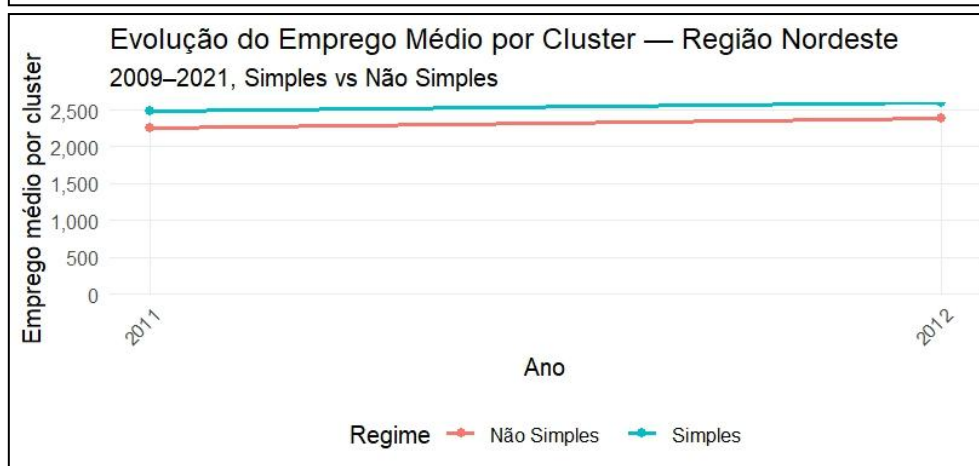 Evolução do Emprego Médio por Cluster — Região Nordeste
2009–2021, Simples vs Não Simples
Emprego médio por cluster
2,500
2,000
1,500
1,000
500
0
2011
2012
Ano
Regime
Não Simples
Simples